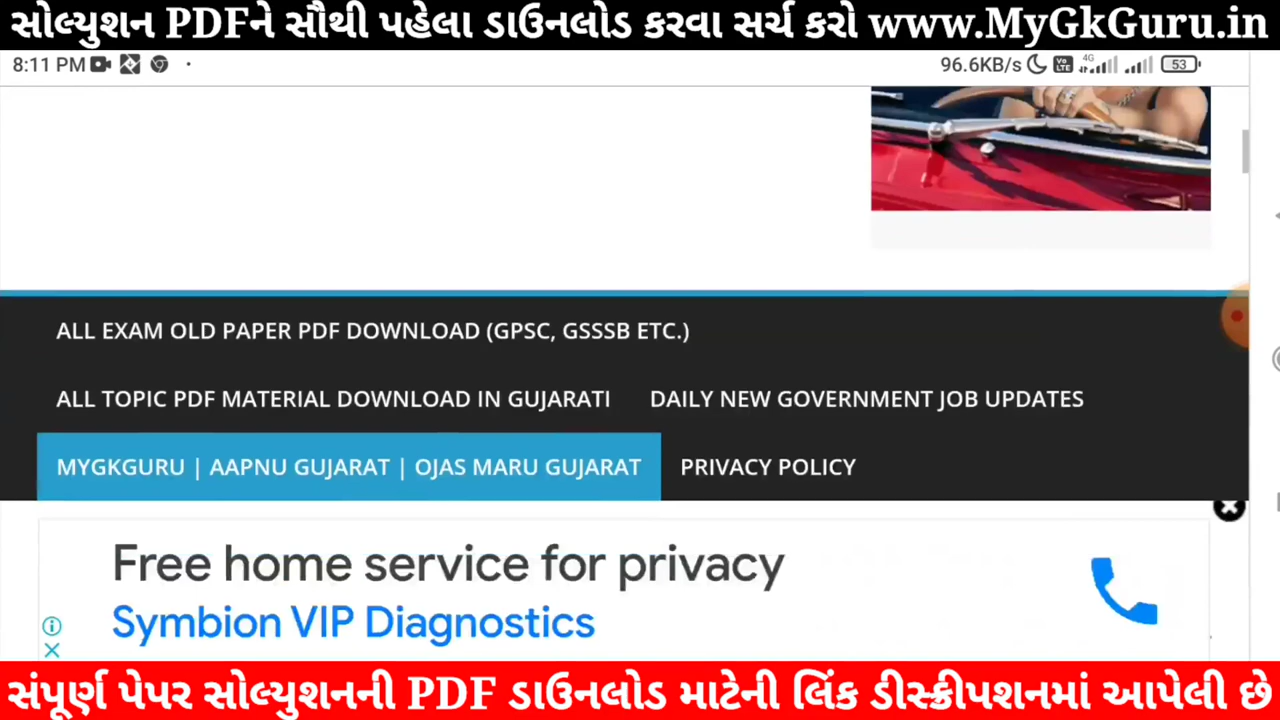 સોલ્યુશન PDFને સૌથી પહેલા ડાઉનલોડ કરવા સર્ચ કરો www.MyGkGuru.in
8:11 PM 96.6KB/s Vo LTE 4G 53
ALL EXAM OLD PAPER PDF DOWNLOAD (GPSC, GSSSB ETC.)
ALL TOPIC PDF MATERIAL DOWNLOAD IN GUJARATI DAILY NEW GOVERNMENT JOB UPDATES
MYGKGURU | AAPNU GUJARAT | OJAS MARU GUJARAT PRIVACY POLICY
Free home service for privacy
Symbion VIP Diagnostics
સંપૂર્ણ પેપર સોલ્યુશનની PDF ડાઉનલોડ માટેની લિંક ડીસ્ક્રીપશનમાં આપેલી છે